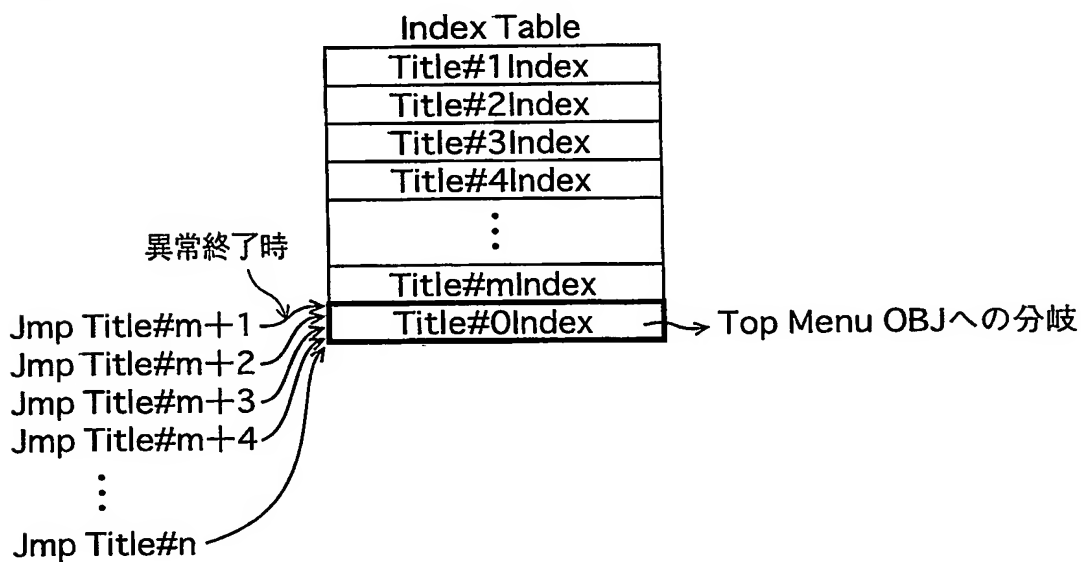 Index Table
Title#1Index
Title#2Index
Title#3Index
Title#4Index
⋮
Title#mIndex
Title#0Index
Top Menu OBJへの分岐
異常終了時
Jmp Title#m+1
Jmp Title#m+2
Jmp Title#m+3
Jmp Title#m+4
⋮
Jmp Title#n